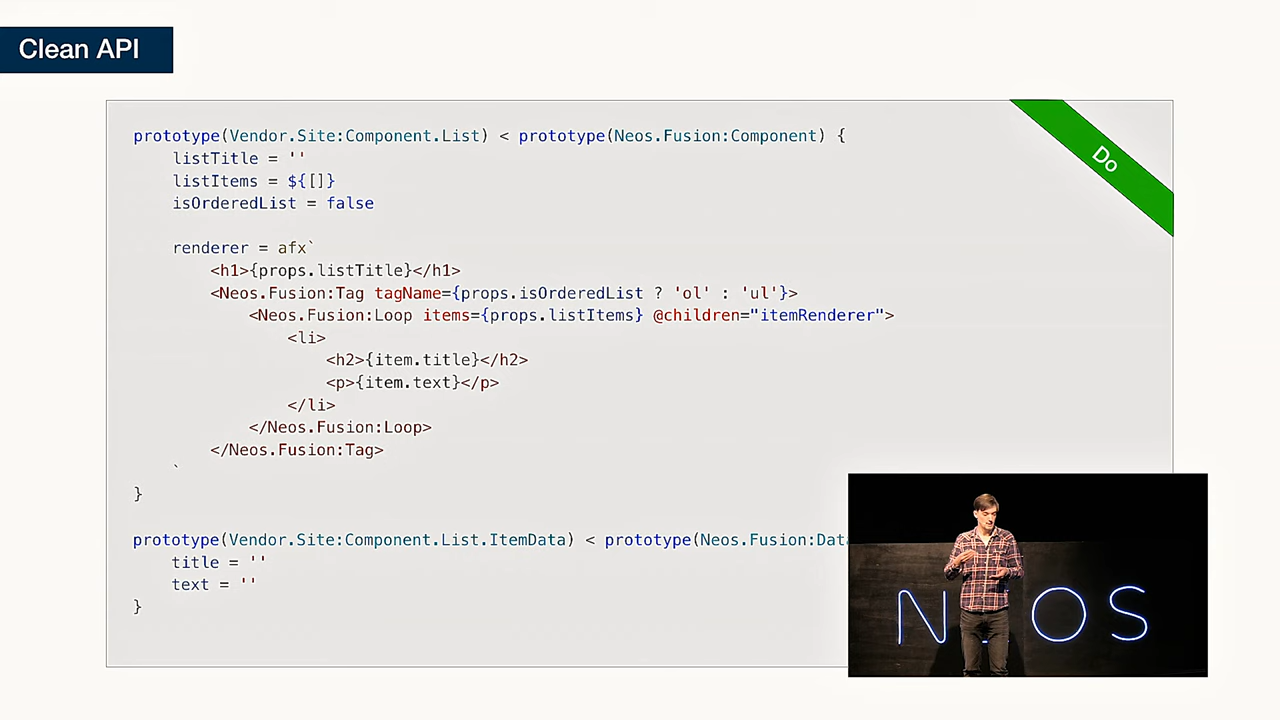 Clean API
Do
prototype(Vendor.Site:Component.List) < prototype(Neos.Fusion:Component) {
    listTitle = ''
    listItems = ${[]}
    isOrderedList = false
    renderer = afx`
        <h1>{props.listTitle}</h1>
        <Neos.Fusion:Tag tagName={props.isOrderedList ? 'ol' : 'ul'}>
            <Neos.Fusion:Loop items={props.listItems} @children="itemRenderer">
                <li>
                    <h2>{item.title}</h2>
                    <p>{item.text}</p>
                </li>
            </Neos.Fusion:Loop>
        </Neos.Fusion:Tag>
    `
}
prototype(Vendor.Site:Component.List.ItemData) < prototype(Neos.Fusion:Data
    title = ''
    text = ''
}
N OS